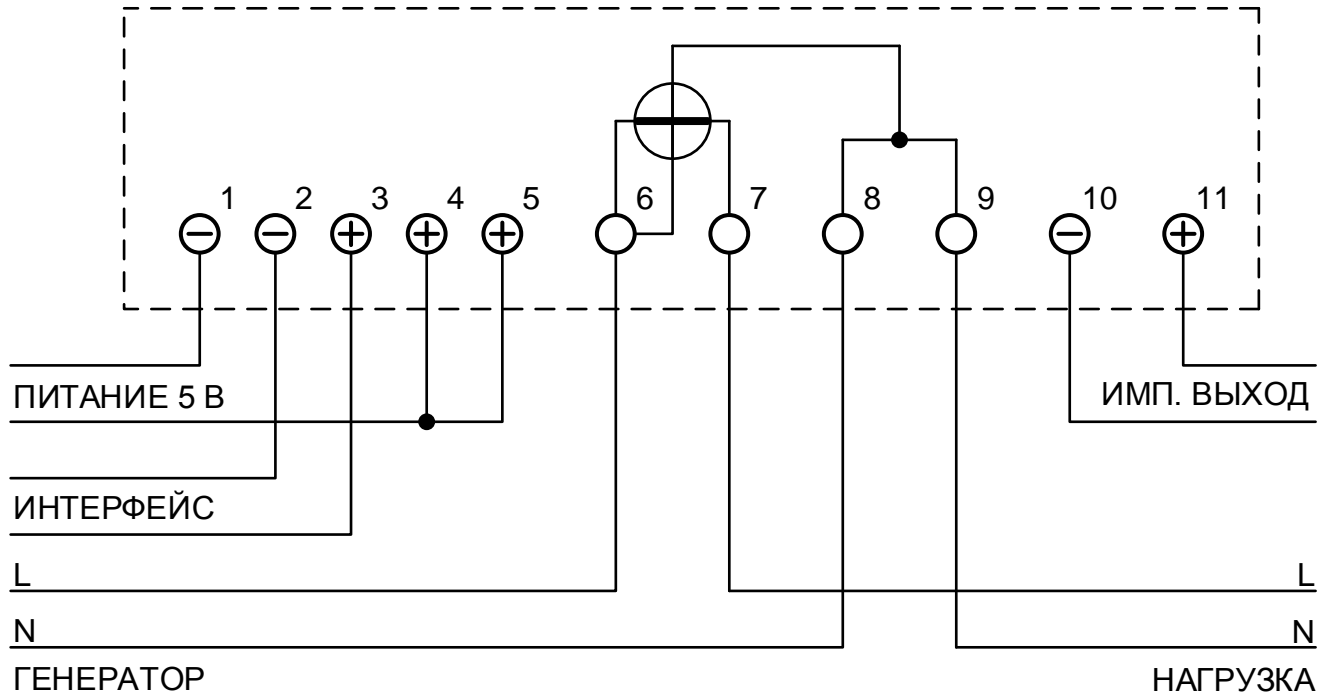 1 2 3 4 5 6 7 8 9 10 11
ПИТАНИЕ 5 В
ИМП. ВЫХОД
ИНТЕРФЕЙС
L L
N N
ГЕНЕРАТОР НАГРУЗКА